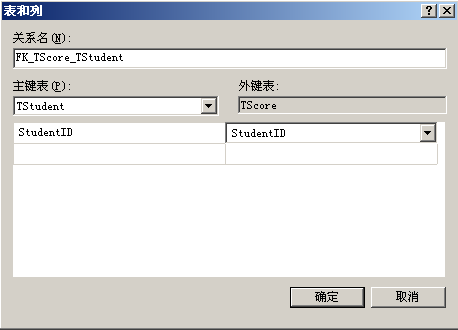 表和列
关系名(N):
FK_TScore_TStudent
主键表(P):
外键表:
TStudent
TScore
StudentID
StudentID
确定
取消